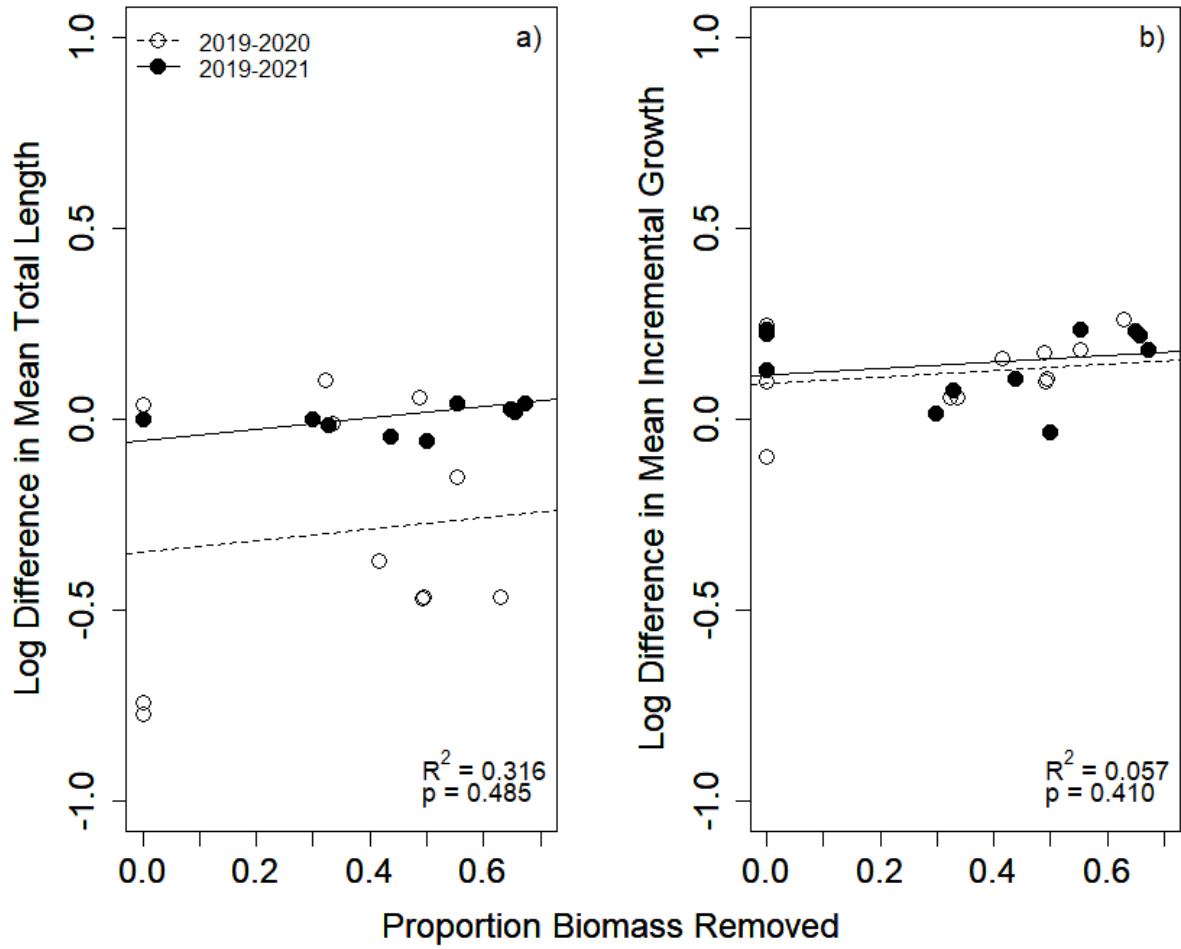 a)
2019-2020
2019-2021
Log Difference in Mean Total Length
1.0
0.5
0.0
-0.5
-1.0
R² = 0.316
p = 0.485
0.0 0.2 0.4 0.6
b)
Log Difference in Mean Incremental Growth
1.0
0.5
0.0
-0.5
-1.0
R² = 0.057
p = 0.410
0.0 0.2 0.4 0.6
Proportion Biomass Removed